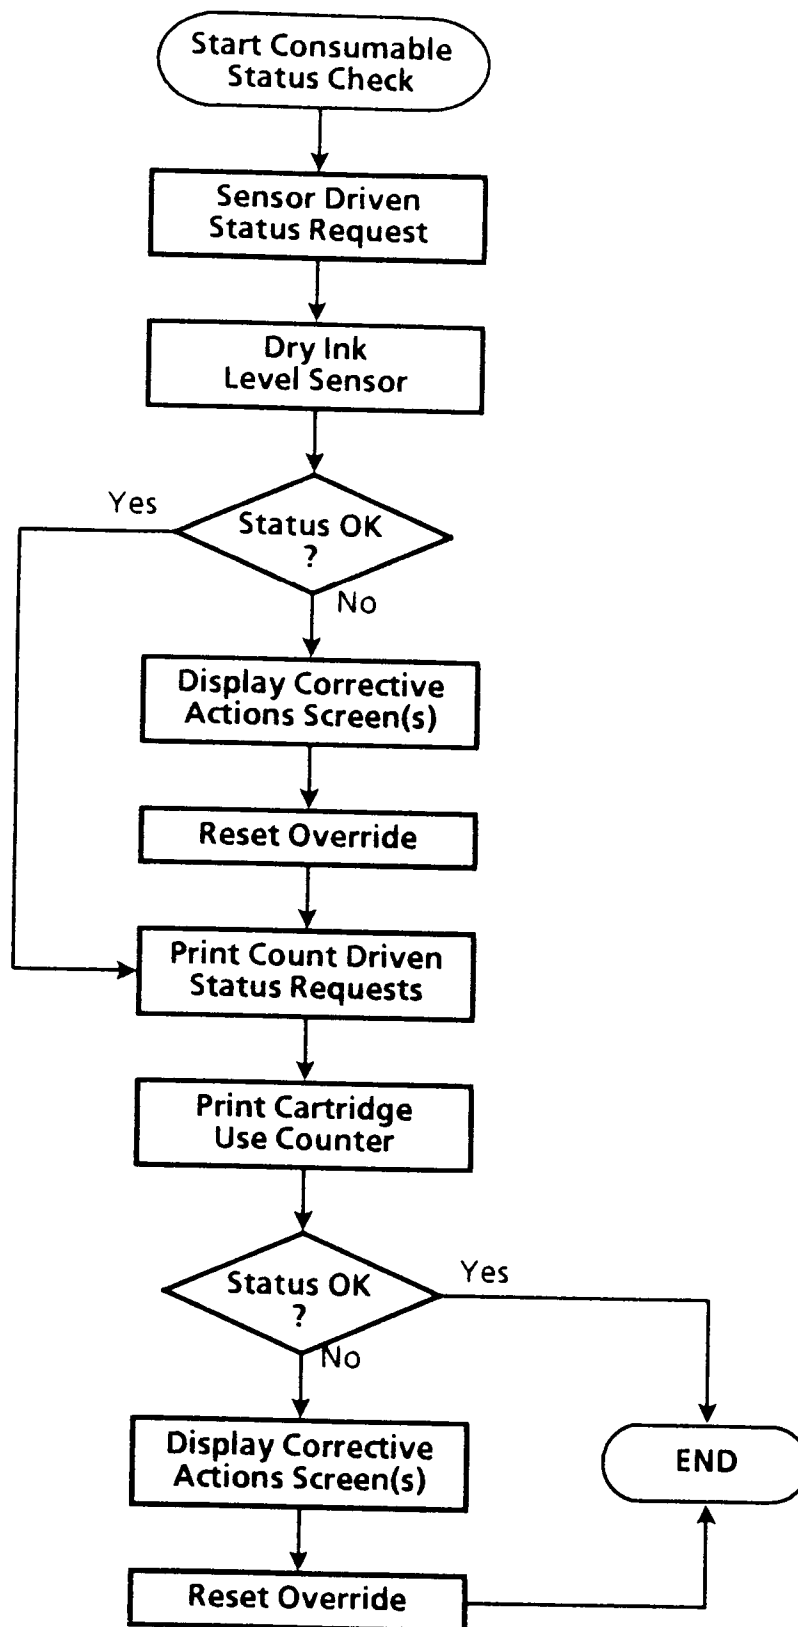 Start Consumable
Status Check
Sensor Driven
Status Request
Dry Ink
Level Sensor
Yes
Status OK
?
No
Display Corrective
Actions Screen(s)
Reset Override
Print Count Driven
Status Requests
Print Cartridge
Use Counter
Status OK
?
Yes
No
Display Corrective
Actions Screen(s)
END
Reset Override